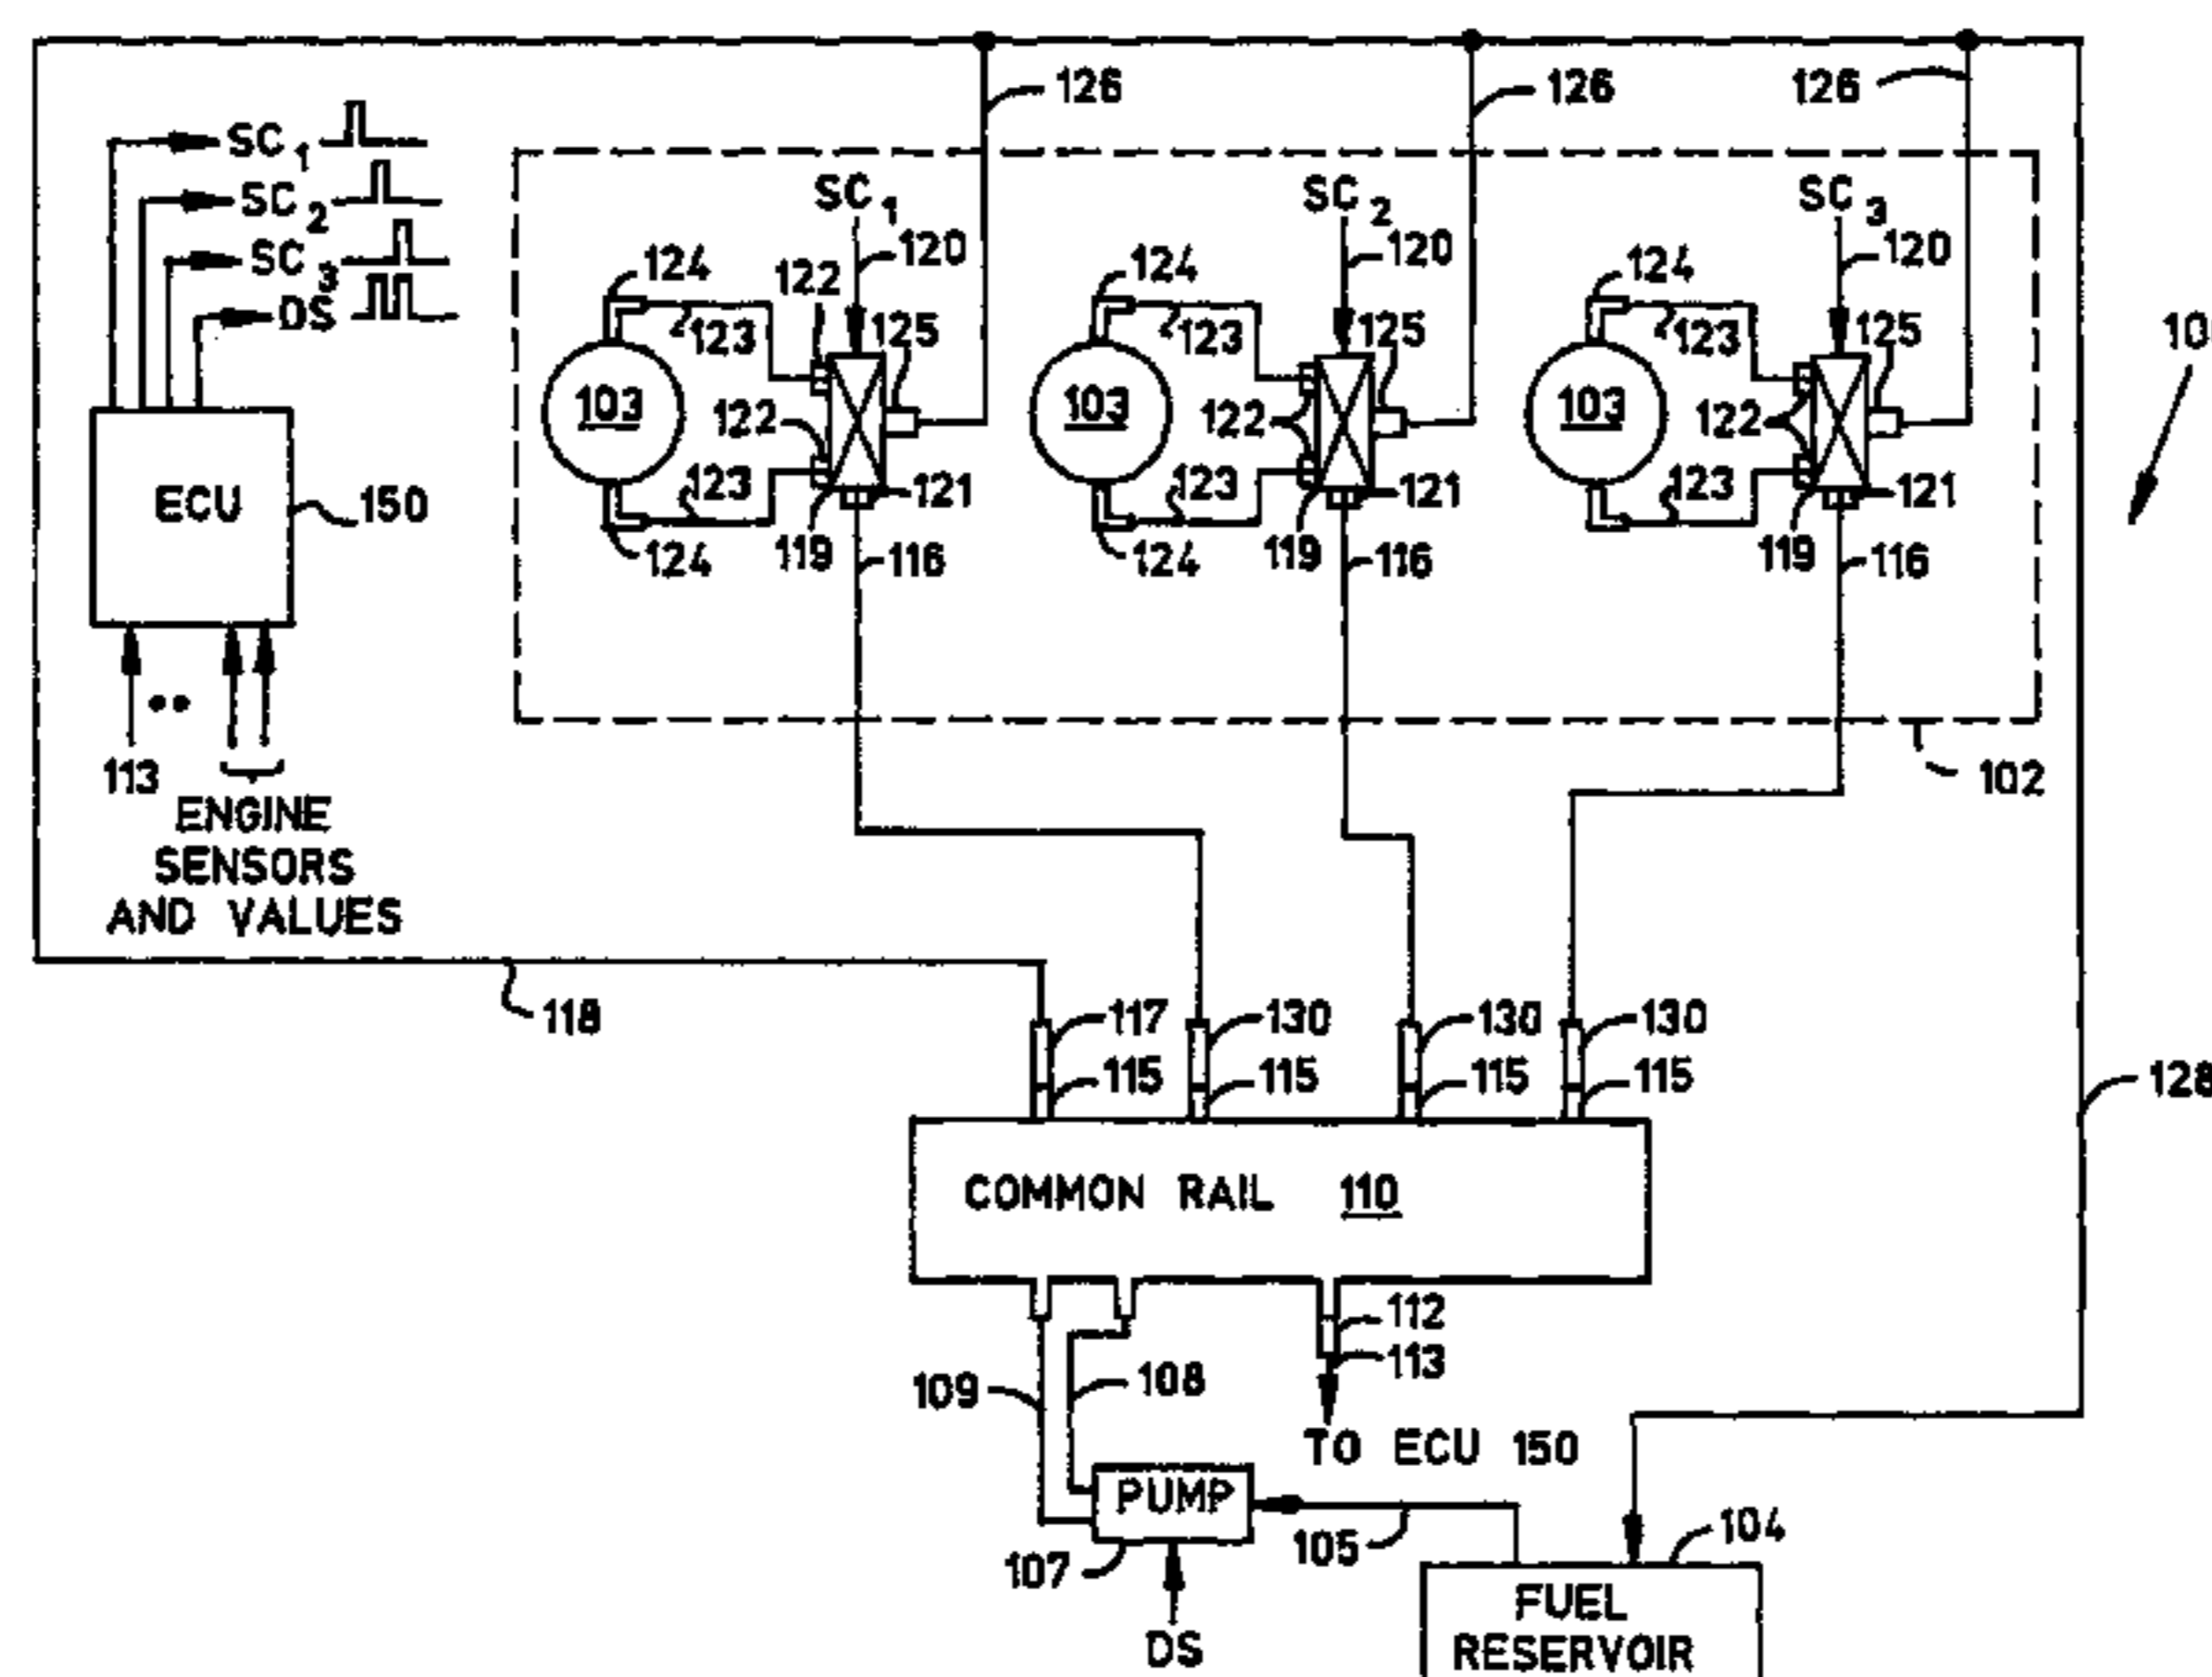 126 126 126
SC1
SC2
SC3
DS
SC1 SC2 SC3
120 120 120
124 122 124 124
123 125 123 125 123 125
10
103 103 103
122 122 122
ECU 150
123 121 123 121 123 121
124 119 116 124 119 116 119 116
113
102
ENGINE
SENSORS
AND VALUES
118
117 130 130 130
115 115 115 115
128
COMMON RAIL 110
112
113
109 108
TO ECU 150
PUMP
107 105 104
DS
FUEL
RESERVOIR